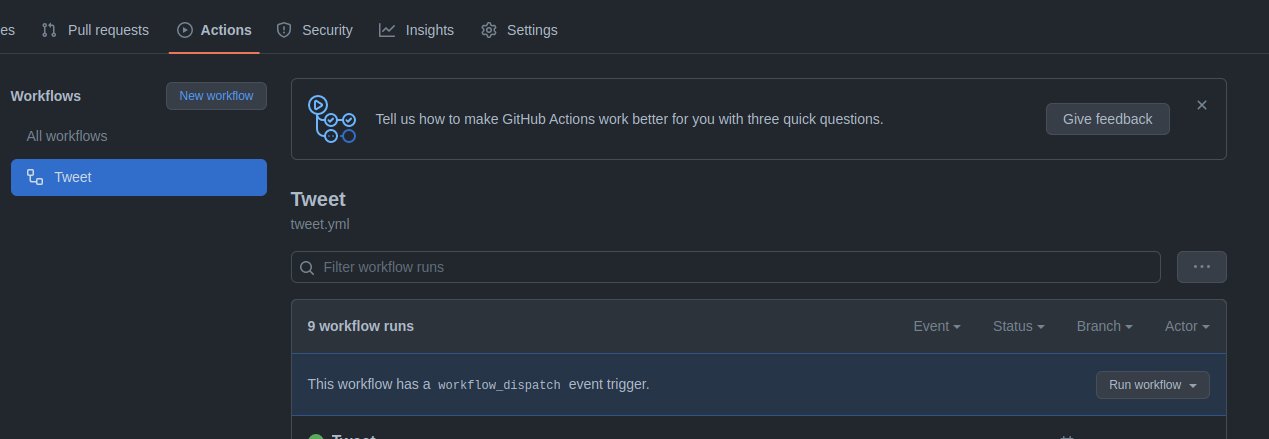 es Pull requests Actions Security Insights Settings
Workflows New workflow
All workflows
Tweet
Tell us how to make GitHub Actions work better for you with three quick questions. Give feedback
Tweet
tweet.yml
Filter workflow runs
9 workflow runs Event Status Branch Actor
This workflow has a workflow_dispatch event trigger. Run workflow
Tweet